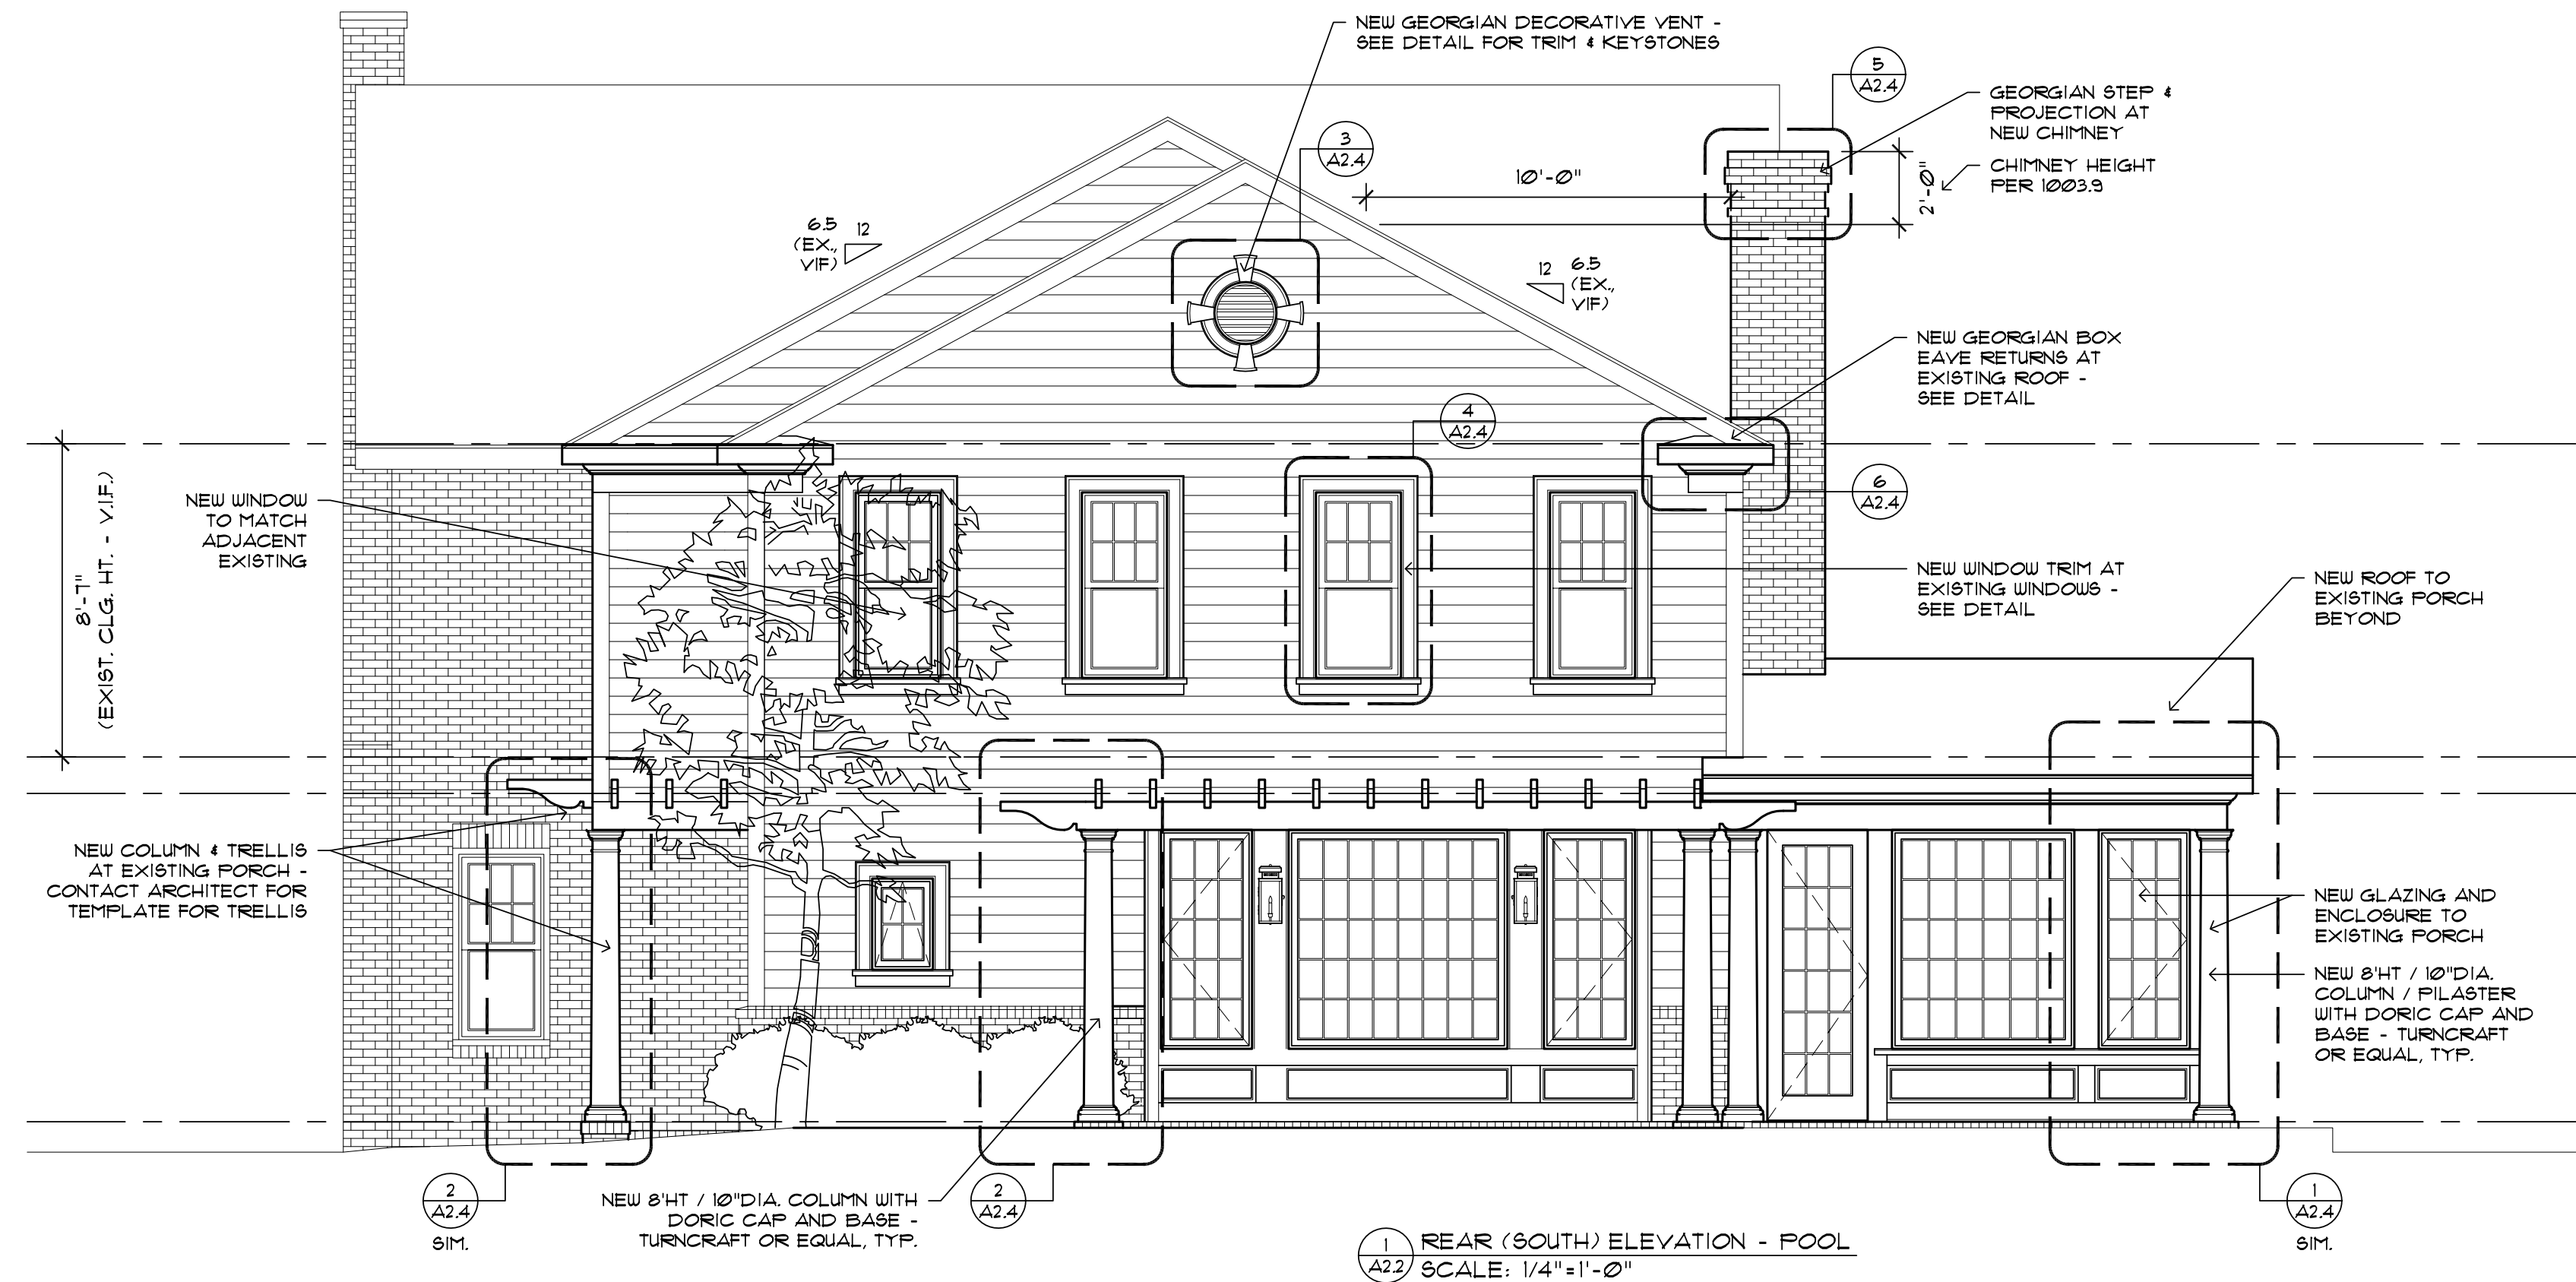 NEW GEORGIAN DECORATIVE VENT -
SEE DETAIL FOR TRIM & KEYSTONES
5
A2.4
GEORGIAN STEP &
PROJECTION AT
NEW CHIMNEY
3
A2.4
10'-0"
2'-0"
CHIMNEY HEIGHT
PER 1003.9
6.5
(EX.,
VIF)
12
12
6.5
(EX.,
VIF)
NEW GEORGIAN BOX
EAVE RETURNS AT
EXISTING ROOF -
SEE DETAIL
4
A2.4
6
A2.4
8'-7"
(EXIST. CLG. HT. - V.I.F.)
NEW WINDOW
TO MATCH
ADJACENT
EXISTING
NEW WINDOW TRIM AT
EXISTING WINDOWS -
SEE DETAIL
NEW ROOF TO
EXISTING PORCH
BEYOND
NEW COLUMN & TRELLIS
AT EXISTING PORCH -
CONTACT ARCHITECT FOR
TEMPLATE FOR TRELLIS
NEW GLAZING AND
ENCLOSURE TO
EXISTING PORCH
NEW 8'HT / 10"DIA.
COLUMN / PILASTER
WITH DORIC CAP AND
BASE - TURNCRAFT
OR EQUAL, TYP.
2
A2.4
SIM.
NEW 8'HT / 10"DIA. COLUMN WITH
DORIC CAP AND BASE -
TURNCRAFT OR EQUAL, TYP.
2
A2.4
1
A2.4
SIM.
1
A2.2
REAR (SOUTH) ELEVATION - POOL
SCALE: 1/4"=1'-0"